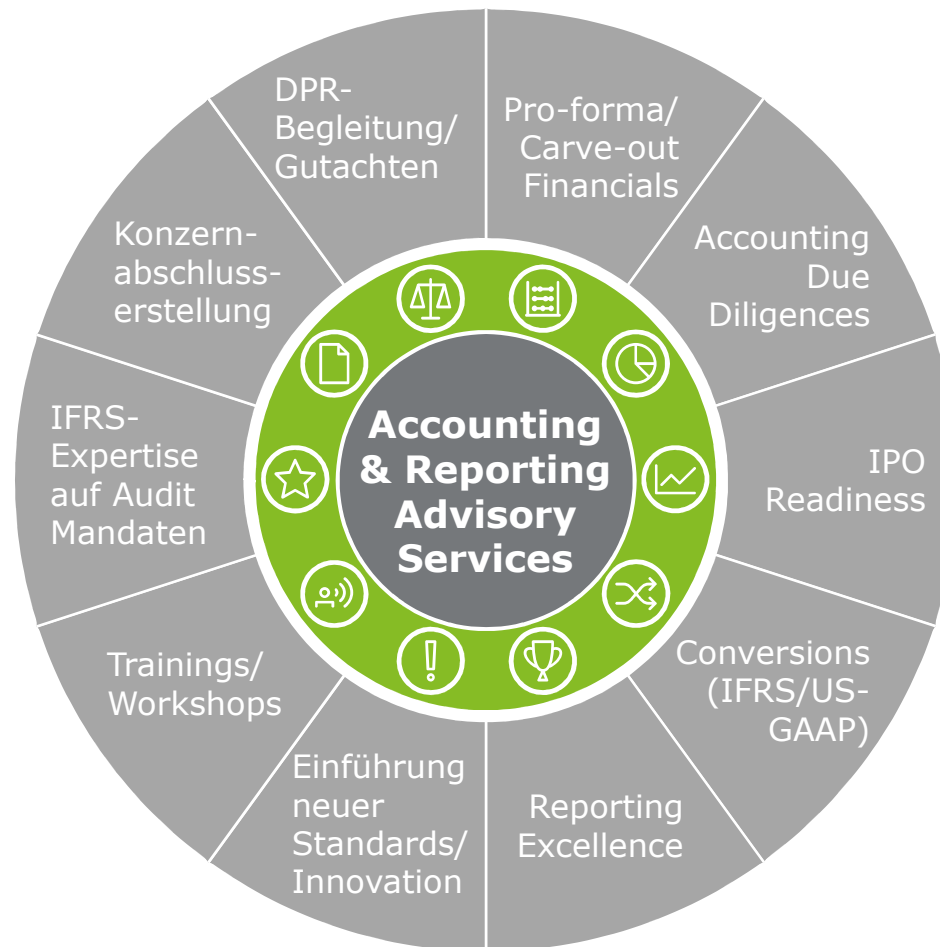 DPR-
Begleitung/
Gutachten
Pro-forma/
Carve-out
Financials
Accounting
Due
Diligences
IPO
Readiness
Conversions
(IFRS/US-
GAAP)
Reporting
Excellence
Einführung
neuer
Standards/
Innovation
Trainings/
Workshops
IFRS-
Expertise
auf Audit
Mandaten
Konzern-
abschluss-
erstellung
Accounting
& Reporting
Advisory
Services